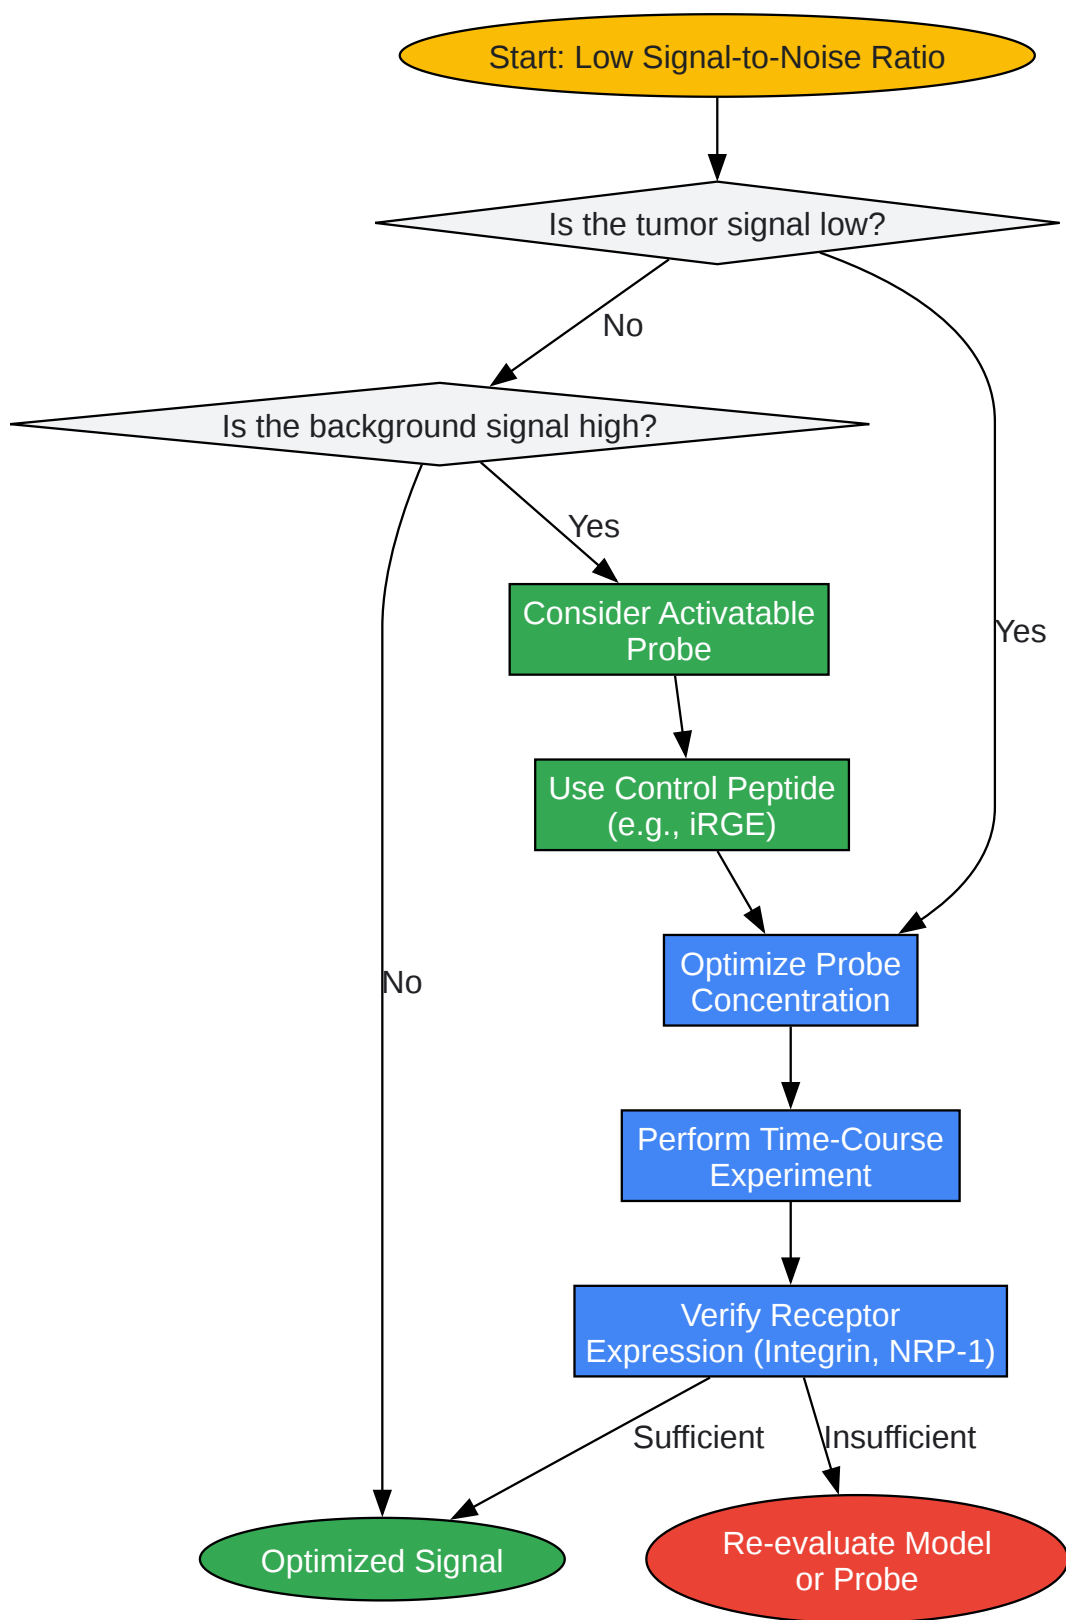 Start: Low Signal-to-Noise Ratio
Is the tumor signal low?
No
Is the background signal high?
Yes
Consider Activatable
Probe
Yes
Use Control Peptide
(e.g., iRGE)
Optimize Probe
Concentration
No
Perform Time-Course
Experiment
Verify Receptor
Expression (Integrin, NRP-1)
Sufficient
Insufficient
Optimized Signal
Re-evaluate Model
or Probe